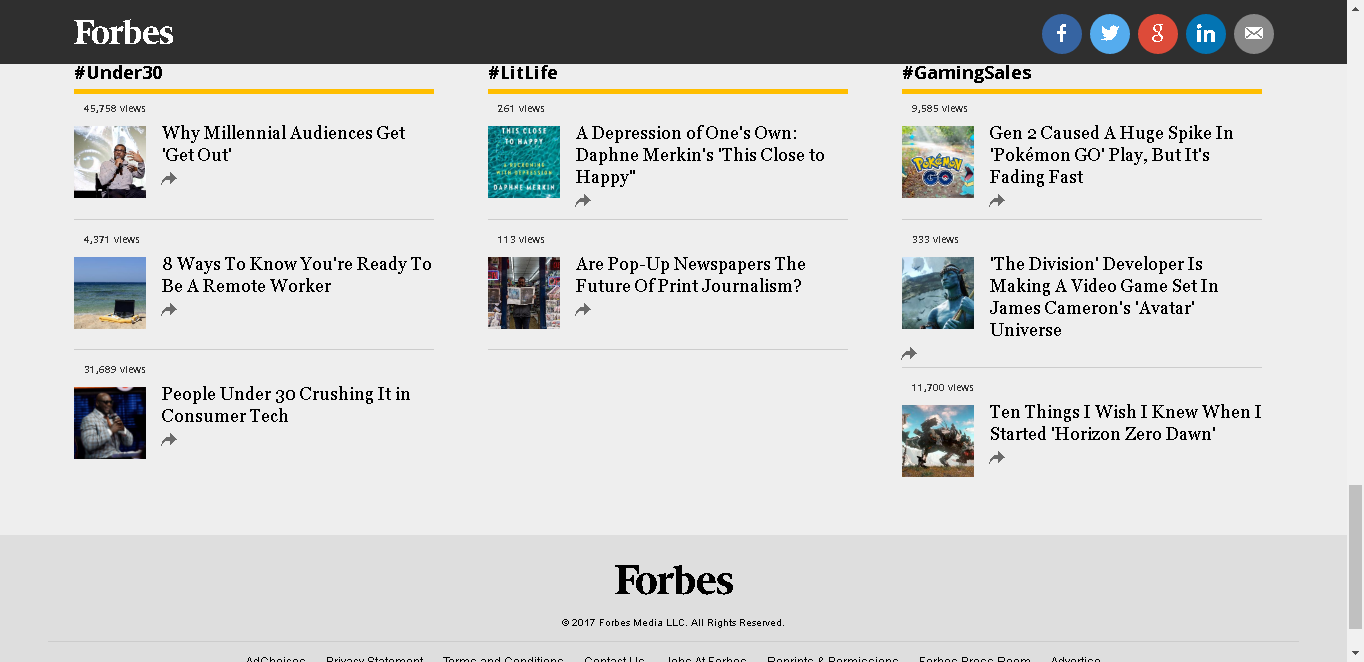 Forbes
f
g
in
#Under30
45,758 views
Why Millennial Audiences Get
'Get Out'
4,371 views
8 Ways To Know You're Ready To
Be A Remote Worker
31,689 views
People Under 30 Crushing It in
Consumer Tech
#LitLife
261 views
THIS CLOSE
TO HAPPY
A RECKONING
WITH DEPRESSION
DAPHNE MERKIN
A Depression of One's Own:
Daphne Merkin's 'This Close to
Happy"
113 views
Are Pop-Up Newspapers The
Future Of Print Journalism?
#GamingSales
9,585 views
POKÉMON
GO
Gen 2 Caused A Huge Spike In
'Pokémon GO' Play, But It's
Fading Fast
333 views
'The Division' Developer Is
Making A Video Game Set In
James Cameron's 'Avatar'
Universe
11,700 views
Ten Things I Wish I Knew When I
Started 'Horizon Zero Dawn'
Forbes
© 2017 Forbes Media LLC. All Rights Reserved.
AdChoices Privacy Statement Terms and Conditions Contact Us Jobs At Forbes Reprints & Permissions Forbes Press Room Advertise